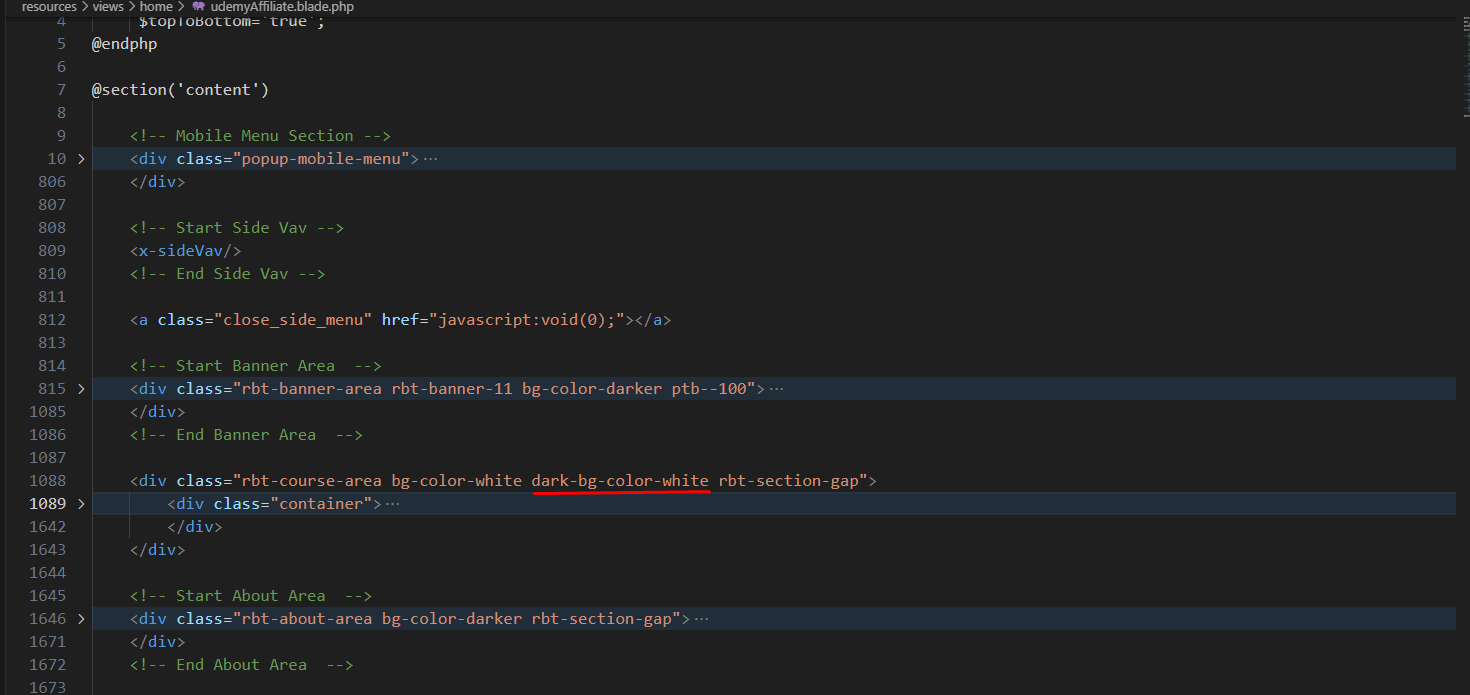 resources > views > home > udemyAffiliate.blade.php
4 $topToBottom='true';
5 @endphp
6
7 @section('content')
8
9 <!-- Mobile Menu Section -->
10 > <div class="popup-mobile-menu">···
806 </div>
807
808 <!-- Start Side Vav -->
809 <x-sideVav/>
810 <!-- End Side Vav -->
811
812 <a class="close_side_menu" href="javascript:void(0);"></a>
813
814 <!-- Start Banner Area  -->
815 > <div class="rbt-banner-area rbt-banner-11 bg-color-darker ptb--100">···
1085 </div>
1086 <!-- End Banner Area  -->
1087
1088 <div class="rbt-course-area bg-color-white dark-bg-color-white rbt-section-gap">
1089 > <div class="container">···
1642 </div>
1643 </div>
1644
1645 <!-- Start About Area  -->
1646 > <div class="rbt-about-area bg-color-darker rbt-section-gap">···
1671 </div>
1672 <!-- End About Area  -->
1673